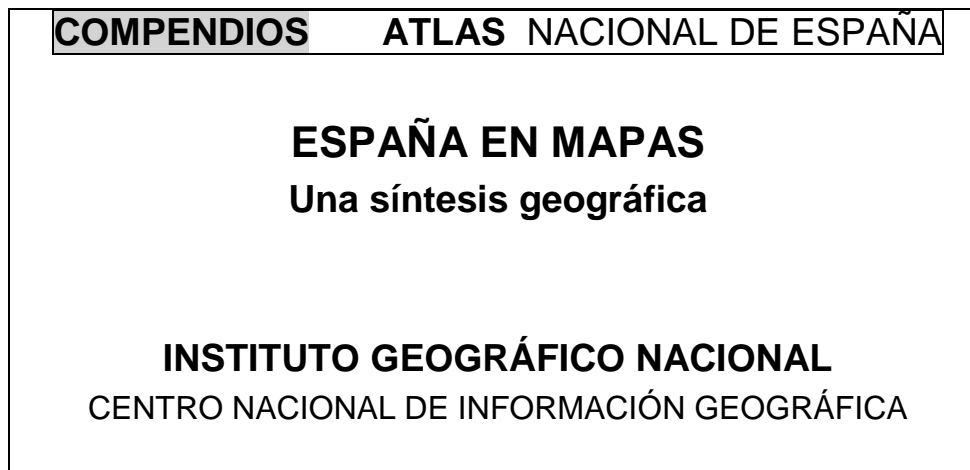 COMPENDIOS ATLAS NACIONAL DE ESPAÑA
ESPAÑA EN MAPAS
Una síntesis geográfica
INSTITUTO GEOGRÁFICO NACIONAL
CENTRO NACIONAL DE INFORMACIÓN GEOGRÁFICA